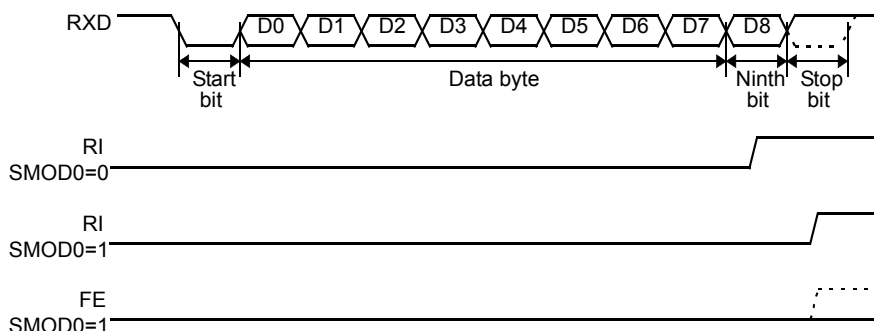 RXD
D0 D1 D2 D3 D4 D5 D6 D7 D8
Start
bit
Data byte
Ninth
bit
Stop
bit
RI
SMOD0=0
RI
SMOD0=1
FE
SMOD0=1